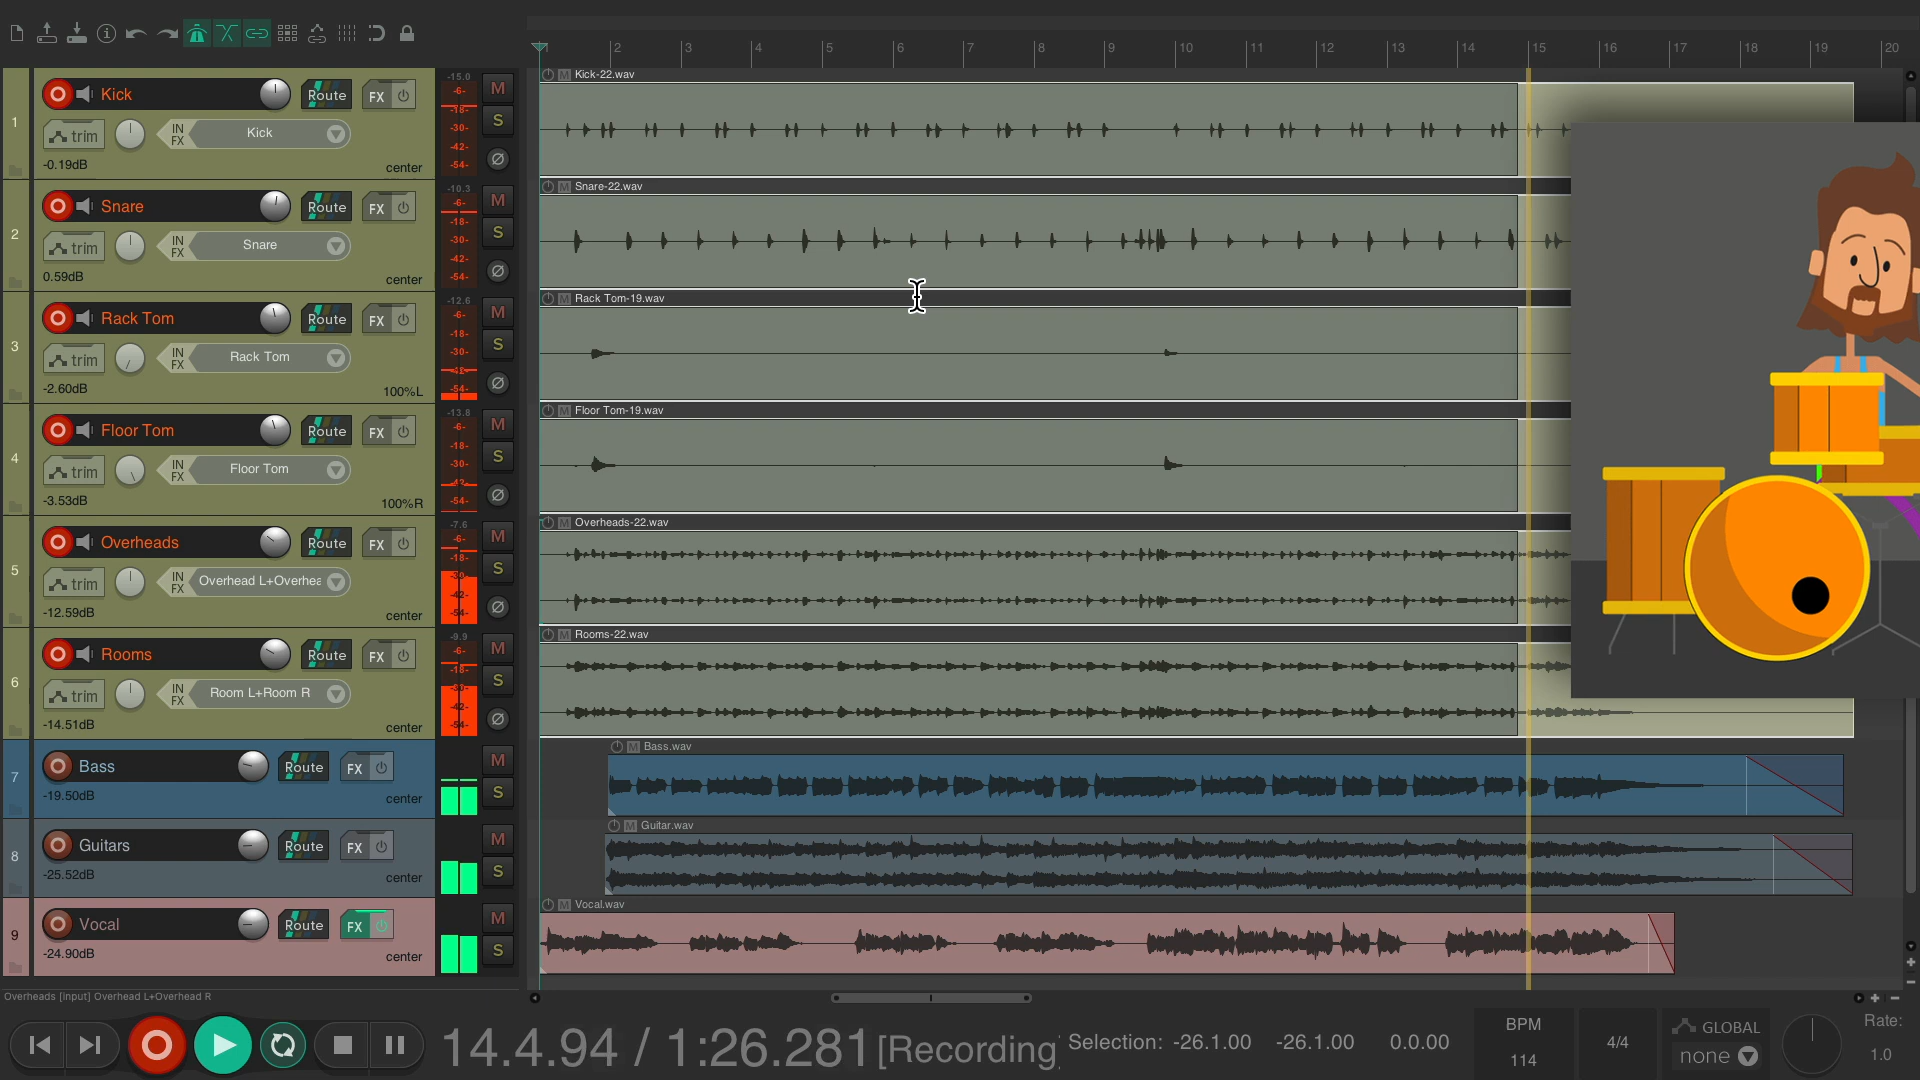 1 2 3 4 5 6 7 8 9 10 11 12 13 14 15 16 17 18 19 20
1 Kick Route FX M S
trim IN FX Kick
-0.19dB center
-15.0 -6- -18- -30- -42- -54-
Kick-22.wav
2 Snare Route FX M S
trim IN FX Snare
0.59dB center
-10.3 -6- -18- -30- -42- -54-
Snare-22.wav
3 Rack Tom Route FX M S
trim IN FX Rack Tom
-2.60dB 100%L
-12.6 -6- -18- -30- -42- -54-
Rack Tom-19.wav
4 Floor Tom Route FX M S
trim IN FX Floor Tom
-3.53dB 100%R
-13.8 -6- -18- -30- -42- -54-
Floor Tom-19.wav
5 Overheads Route FX M S
trim IN FX Overhead L+Overhea
-12.59dB center
-7.6 -6- -18- -30- -42- -54-
Overheads-22.wav
6 Rooms Route FX M S
trim IN FX Room L+Room R
-14.51dB center
-9.9 -6- -18- -30- -42- -54-
Rooms-22.wav
7 Bass Route FX M S
-19.50dB center
Bass.wav
8 Guitars Route FX M S
-25.52dB center
Guitar.wav
9 Vocal Route FX M S
-24.90dB center
Vocal.wav
Overheads [Input] Overhead L+Overhead R
14.4.94 / 1:26.281 [Recording]
Selection: -26.1.00 -26.1.00 0.0.00
BPM
114
4/4
GLOBAL
none
Rate:
1.0